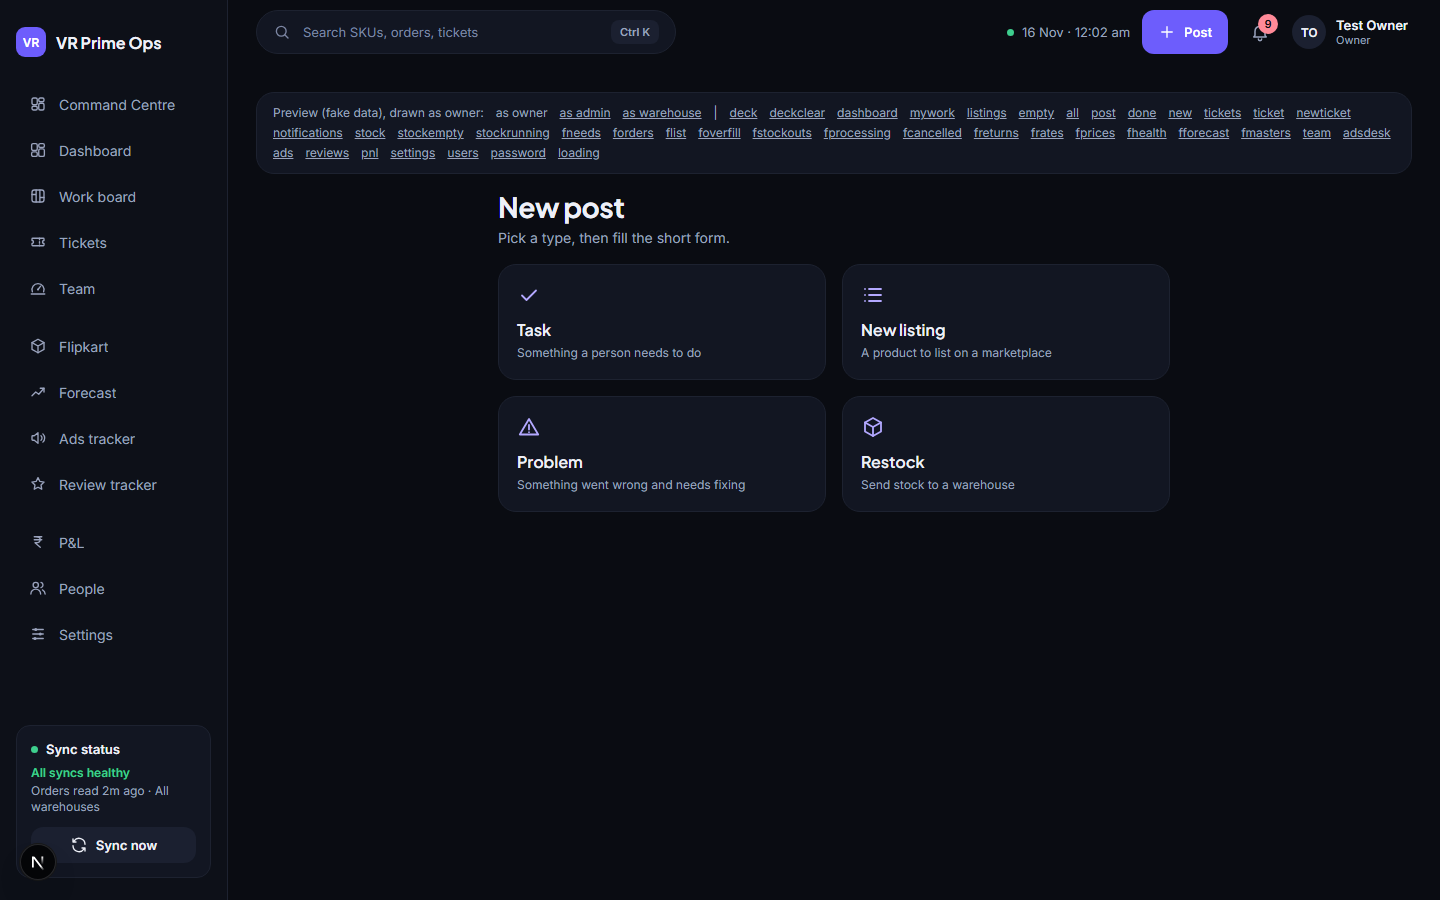 VR VR Prime Ops
Search SKUs, orders, tickets Ctrl K
16 Nov · 12:02 am
Post
9
TO
Test Owner
Owner
Command Centre
Dashboard
Work board
Tickets
Team
Flipkart
Forecast
Ads tracker
Review tracker
₹ P&L
People
Settings
Sync status
All syncs healthy
Orders read 2m ago · All
warehouses
Sync now
N
Preview (fake data), drawn as owner: as owner as admin as warehouse | deck deckclear dashboard mywork listings empty all post done new tickets ticket newticket
notifications stock stockempty stockrunning fneeds forders flist foverfill fstockouts fprocessing fcancelled freturns frates fprices fhealth fforecast fmasters team adsdesk
ads reviews pnl settings users password loading
New post
Pick a type, then fill the short form.
Task
Something a person needs to do
New listing
A product to list on a marketplace
Problem
Something went wrong and needs fixing
Restock
Send stock to a warehouse